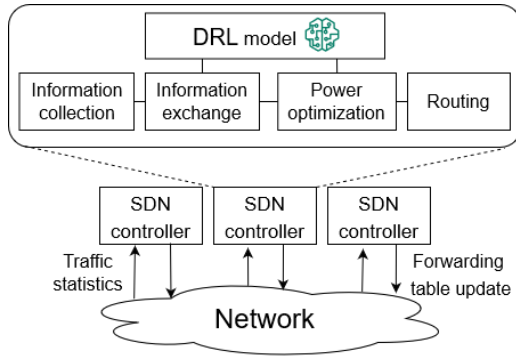 DRL model
Information
collection
Information
exchange
Power
optimization
Routing
SDN
controller
SDN
controller
SDN
controller
Traffic
statistics
Forwarding
table update
Network